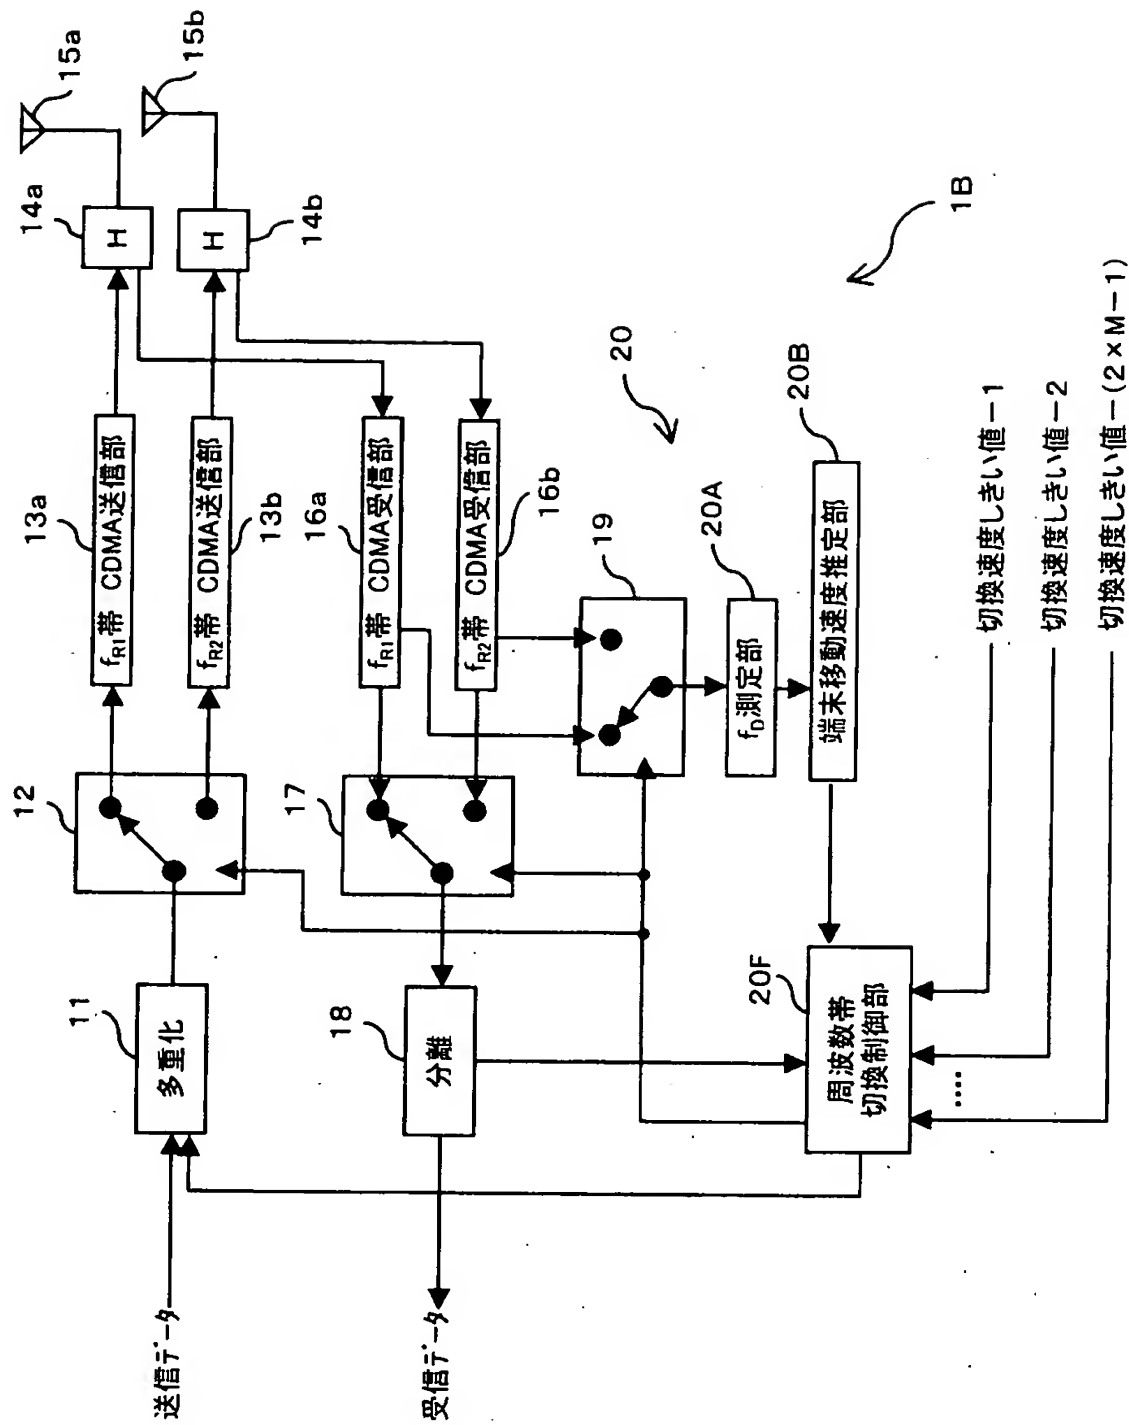 送信データ
11
多重化
12
13a
fR1帯 CDMA送信部
fR2帯 CDMA送信部
13b
14a
H
H
14b
15a
15b
受信データ
18
分離
17
16a
fR1帯 CDMA受信部
fR2帯 CDMA受信部
16b
19
20
20A
fD測定部
20B
端末移動速度推定部
20F
周波数帯
切換制御部
‥‥
切換速度しきい値－1
切換速度しきい値－2
切換速度しきい値－(2×M－1)
1B